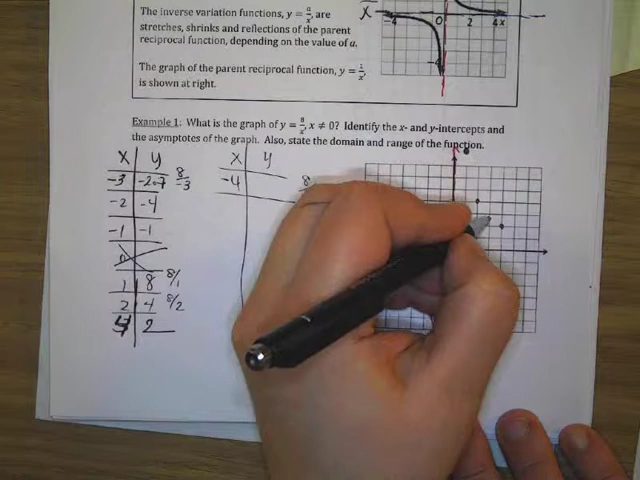 The inverse variation functions, y = a/x, are
stretches, shrinks and reflections of the parent
reciprocal function, depending on the value of a.
The graph of the parent reciprocal function, y = 1/x,
is shown at right.
X -4 0 2 4 x
Example 1: What is the graph of y = 8/x, x ≠ 0? Identify the x- and y-intercepts and
the asymptotes of the graph. Also, state the domain and range of the function.
X y
-3 -2.7 8/-3
-2 -4
-1 -1
0
1 8 8/1
2 4 8/2
4 2
X y
-4
8